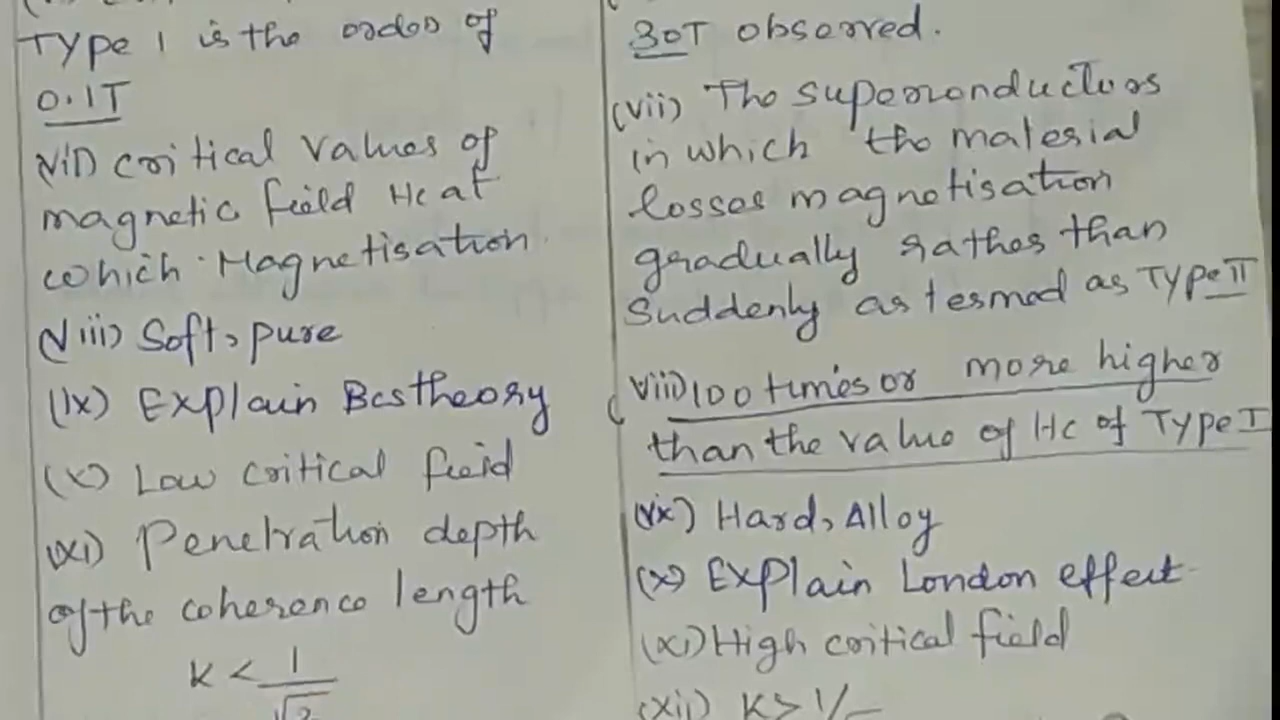 Type 1 is the order of
0.1T
(vii) critical values of
magnetic field Hc at
which Magnetisation
(viii) Soft, pure
(ix) Explain Bcs theory
(x) Low critical field
(xi) Penetration depth
of the coherence length
K < 1/√2
30T observed.
(vii) The superconductors
in which the material
losses magnetisation
gradually rather than
Suddenly as termed as Type II
(viii) 100 times or more higher
than the value of Hc of Type I
(ix) Hard, Alloy
(x) Explain London effect
(xi) High critical field
(xii) K > 1/